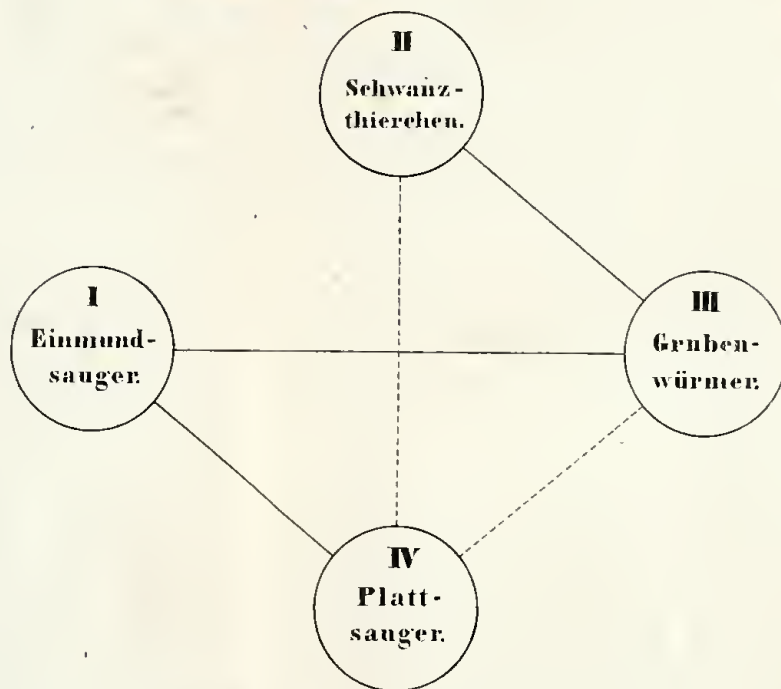 II
Schwanz-
thierchen.
I
Einmund-
sauger.
III
Gruben-
würmer.
IV
Platt-
sauger.